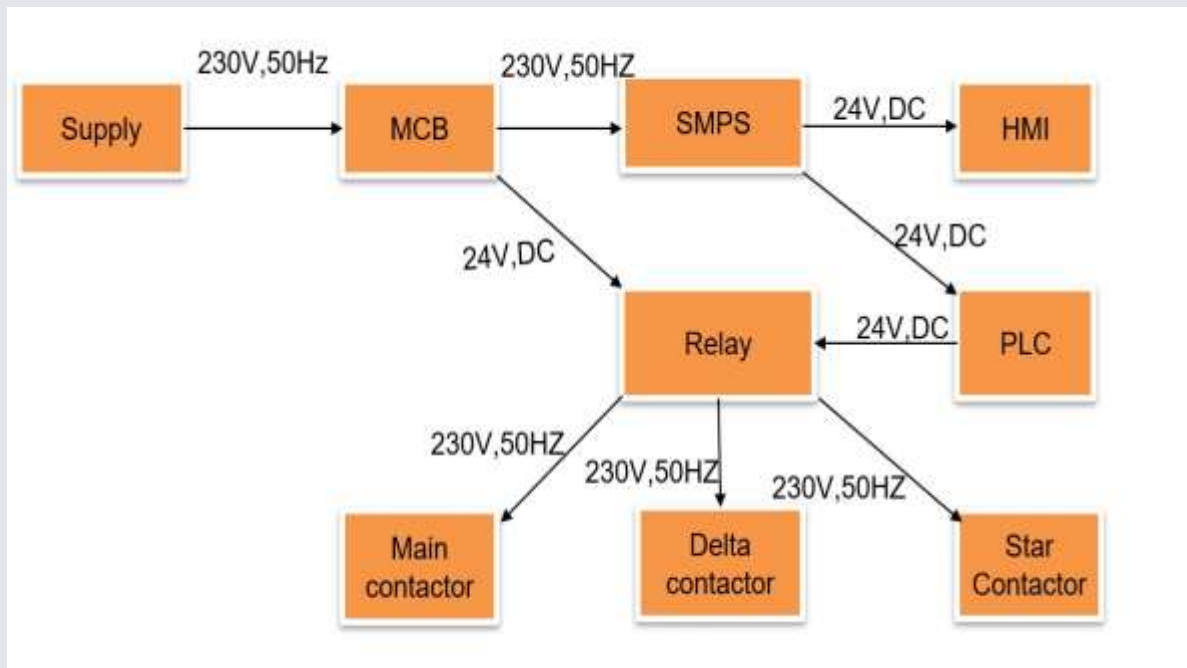 230V,50Hz
230V,50HZ
Supply
MCB
SMPS
24V,DC
HMI
24V,DC
24V,DC
Relay
24V,DC
PLC
230V,50HZ
230V,50HZ
230V,50HZ
Main
contactor
Delta
contactor
Star
Contactor